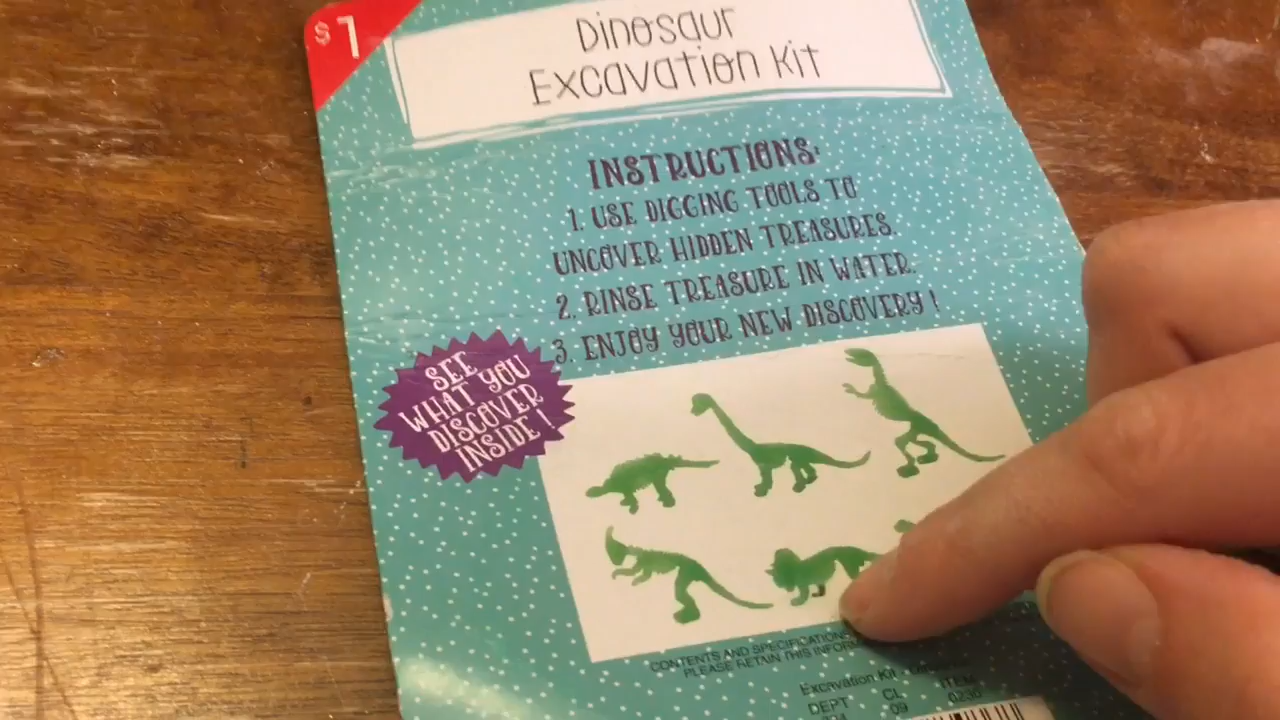 $1
Dinosaur
Excavation Kit
INSTRUCTIONS:
1. USE DIGGING TOOLS TO
UNCOVER HIDDEN TREASURES.
2. RINSE TREASURE IN WATER.
3. ENJOY YOUR NEW DISCOVERY!
SEE
WHAT YOU
DISCOVER
INSIDE!
CONTENTS AND SPECIFICATIONS
PLEASE RETAIN THIS
Excavation Kit -
DEPT CL ITEM
09 0236